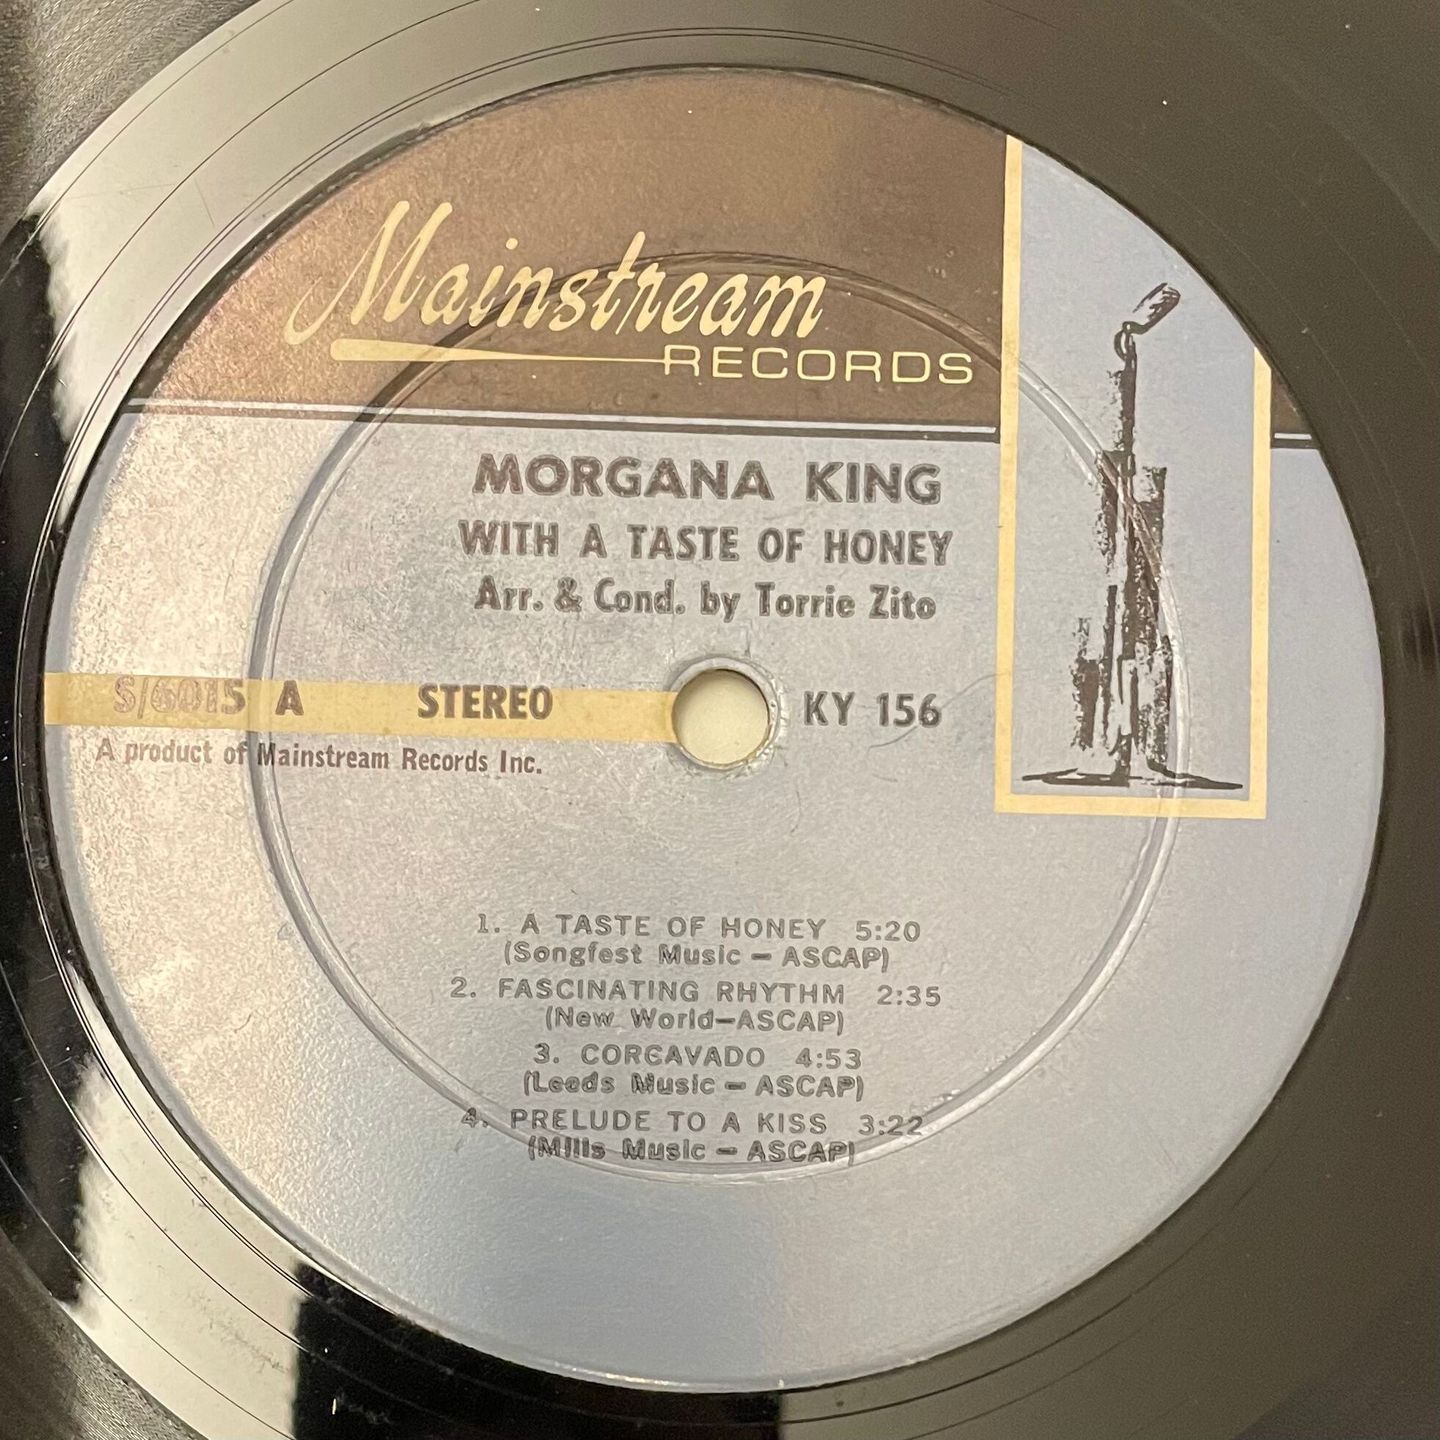 Mainstream
RECORDS
MORGANA KING
WITH A TASTE OF HONEY
Arr. & Cond. by Torrie Zito
S/6015 A STEREO KY 156
A product of Mainstream Records Inc.
1. A TASTE OF HONEY 5:20
(Songfest Music - ASCAP)
2. FASCINATING RHYTHM 2:35
(New World-ASCAP)
3. CORCAVADO 4:53
(Leeds Music - ASCAP)
4. PRELUDE TO A KISS 3:22
(Mills Music - ASCAP)